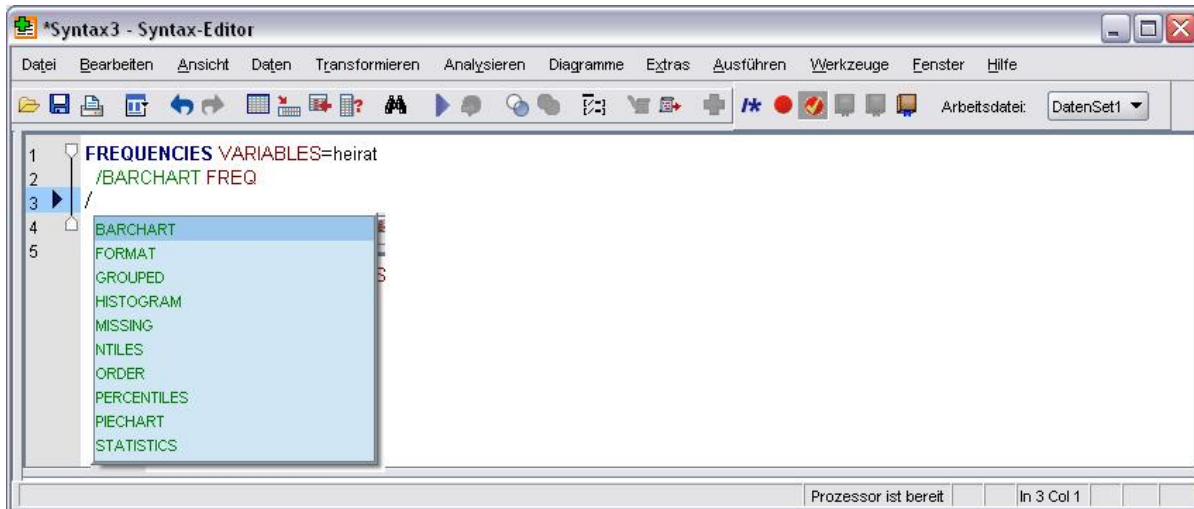 *Syntax3 - Syntax-Editor
Datei Bearbeiten Ansicht Daten Transformieren Analysieren Diagramme Extras Ausführen Werkzeuge Fenster Hilfe
Arbeitsdatei: DatenSet1
1 FREQUENCIES VARIABLES=heirat
2 /BARCHART FREQ
3 /
4 BARCHART
5 FORMAT
GROUPED S
HISTOGRAM
MISSING
NTILES
ORDER
PERCENTILES
PIECHART
STATISTICS
Prozessor ist bereit In 3 Col 1